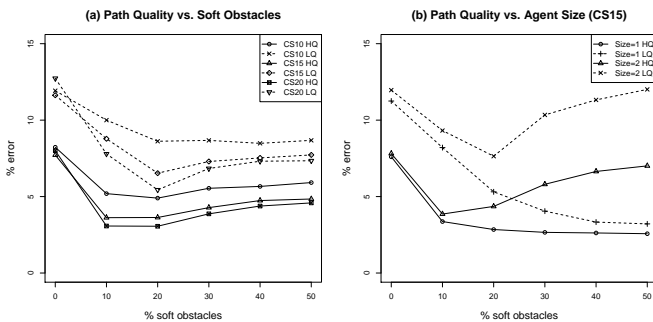 (a) Path Quality vs. Soft Obstacles
15
10
5
0
% error
CS10 HQ
CS10 LQ
CS15 HQ
CS15 LQ
CS20 HQ
CS20 LQ
0 10 20 30 40 50
% soft obstacles
(b) Path Quality vs. Agent Size (CS15)
15
10
5
0
% error
Size=1 HQ
Size=1 LQ
Size=2 HQ
Size=2 LQ
0 10 20 30 40 50
% soft obstacles